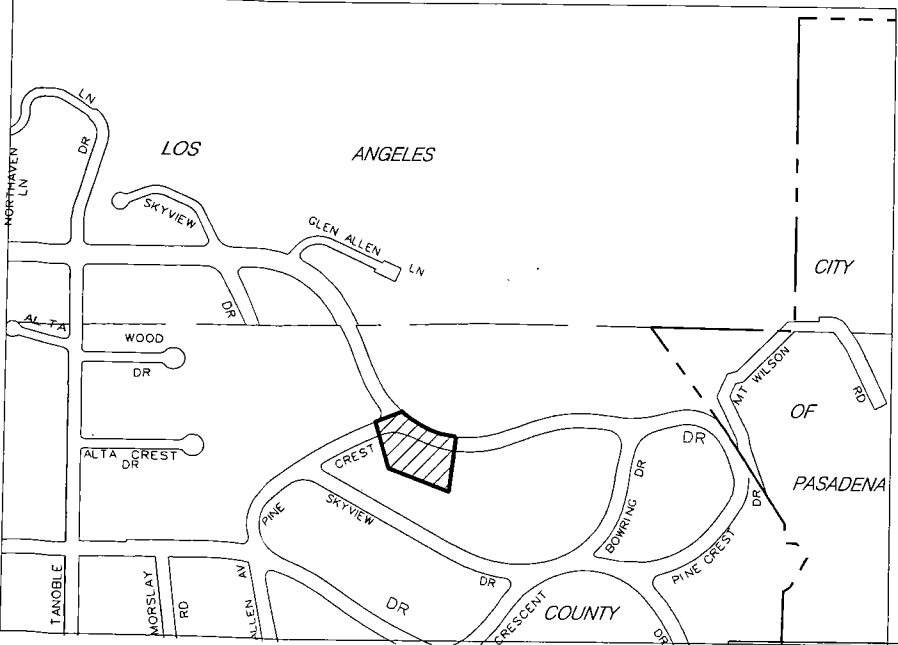 LN
DR
NORTHAVEN
LN
LOS
ANGELES
SKYVIEW
GLEN ALLEN
LN
DR
CITY
ALTA
WOOD
DR
MT WILSON
RD
OF
PASADENA
ALTA CREST
DR
CREST
DR
PINE
SKYVIEW
DR
BOWRING
DR
DR
PINE CREST
TANOBLE
MORSLAY
RD
ALLEN
AV
DR
CRESCENT
COUNTY
DR